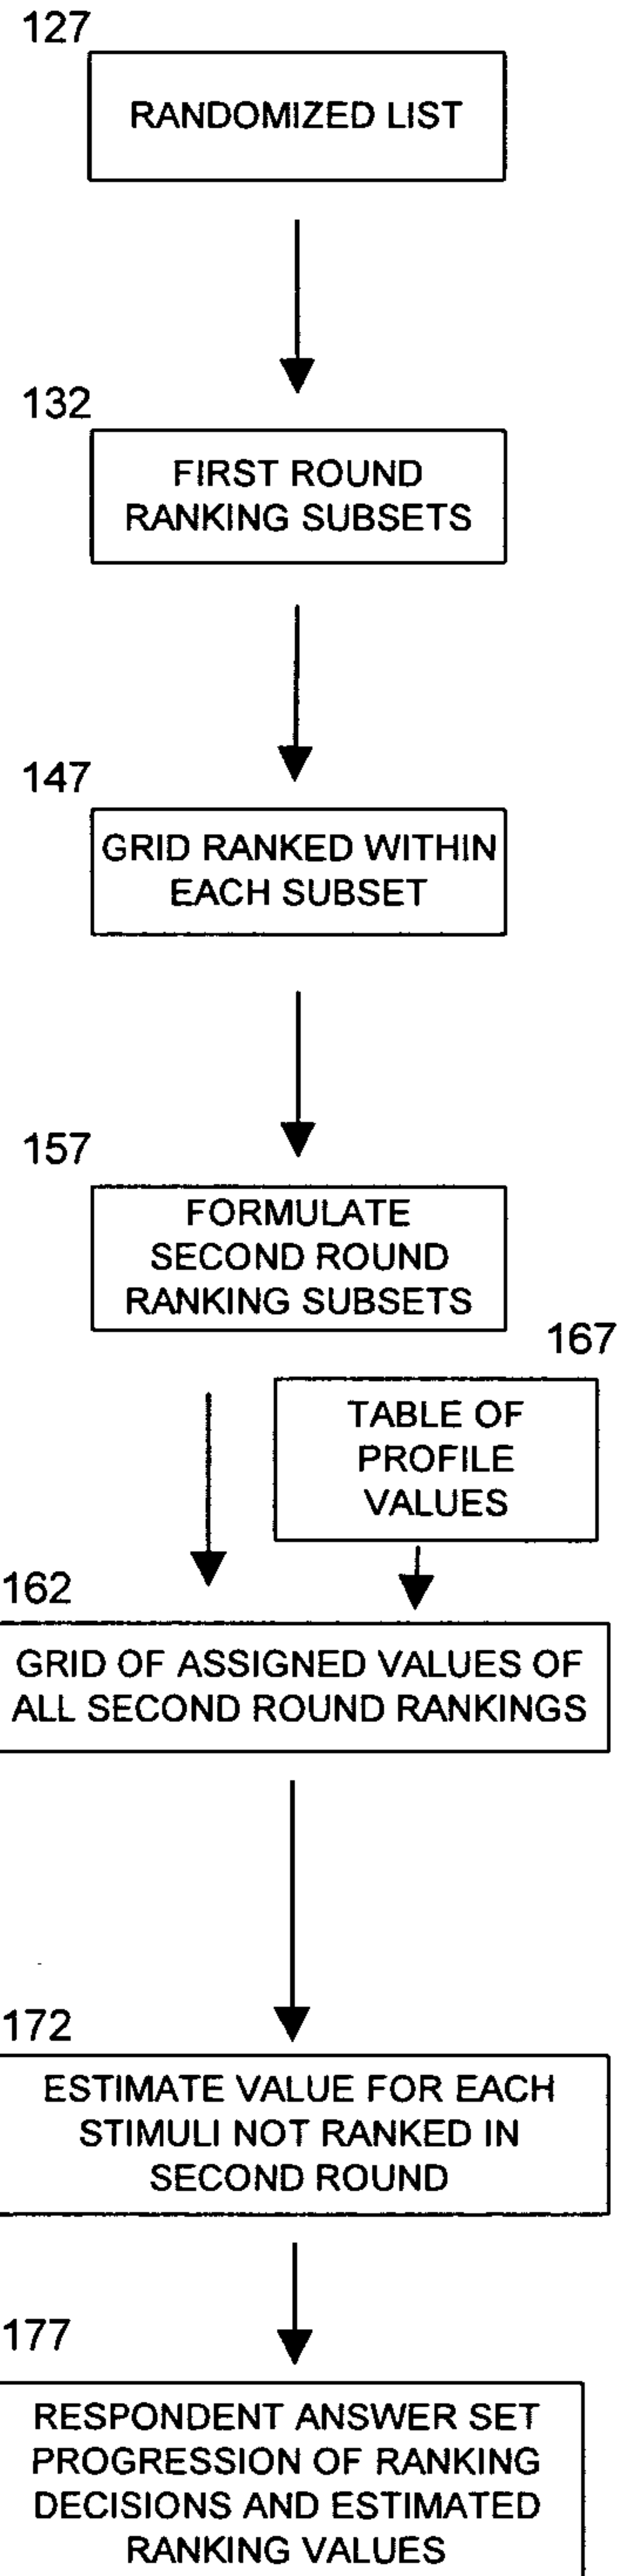 127
RANDOMIZED LIST
132
FIRST ROUND
RANKING SUBSETS
147
GRID RANKED WITHIN
EACH SUBSET
157
FORMULATE
SECOND ROUND
RANKING SUBSETS
167
TABLE OF
PROFILE
VALUES
162
GRID OF ASSIGNED VALUES OF
ALL SECOND ROUND RANKINGS
172
ESTIMATE VALUE FOR EACH
STIMULI NOT RANKED IN
SECOND ROUND
177
RESPONDENT ANSWER SET
PROGRESSION OF RANKING
DECISIONS AND ESTIMATED
RANKING VALUES